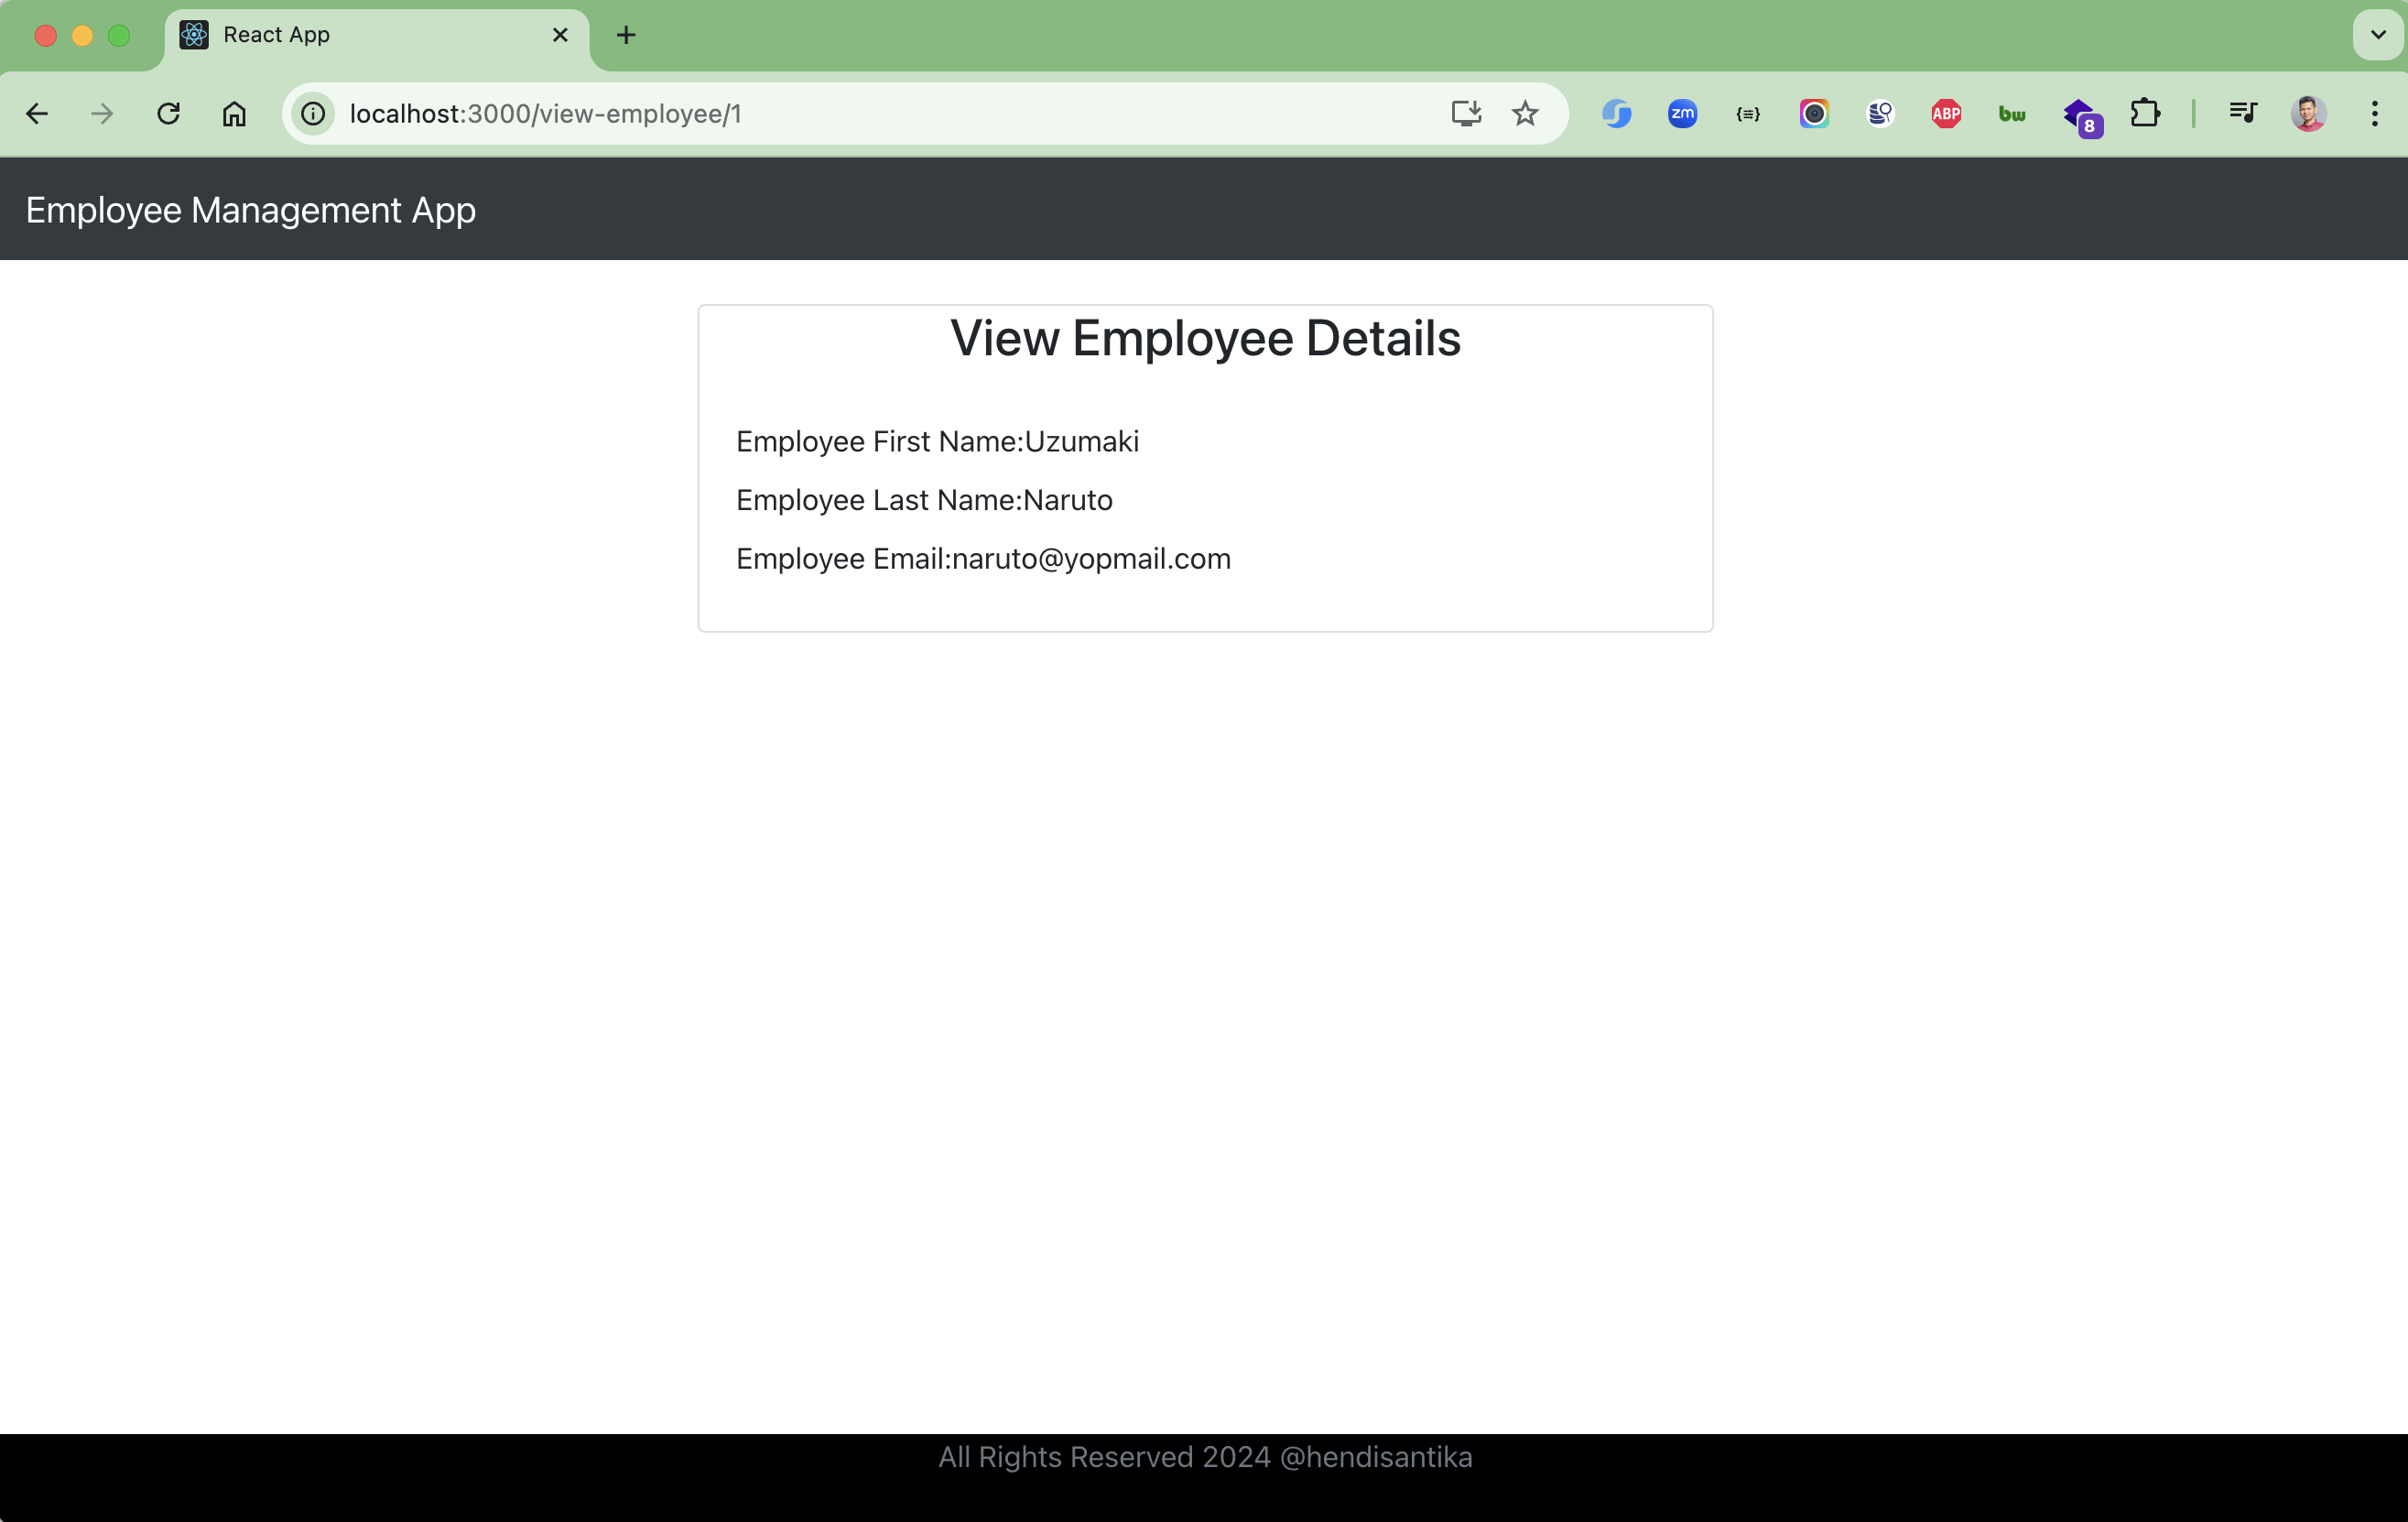 React App
localhost:3000/view-employee/1
zm
ABP
bw
8
Employee Management App
View Employee Details
Employee First Name:Uzumaki
Employee Last Name:Naruto
Employee Email:naruto@yopmail.com
All Rights Reserved 2024 @hendisantika